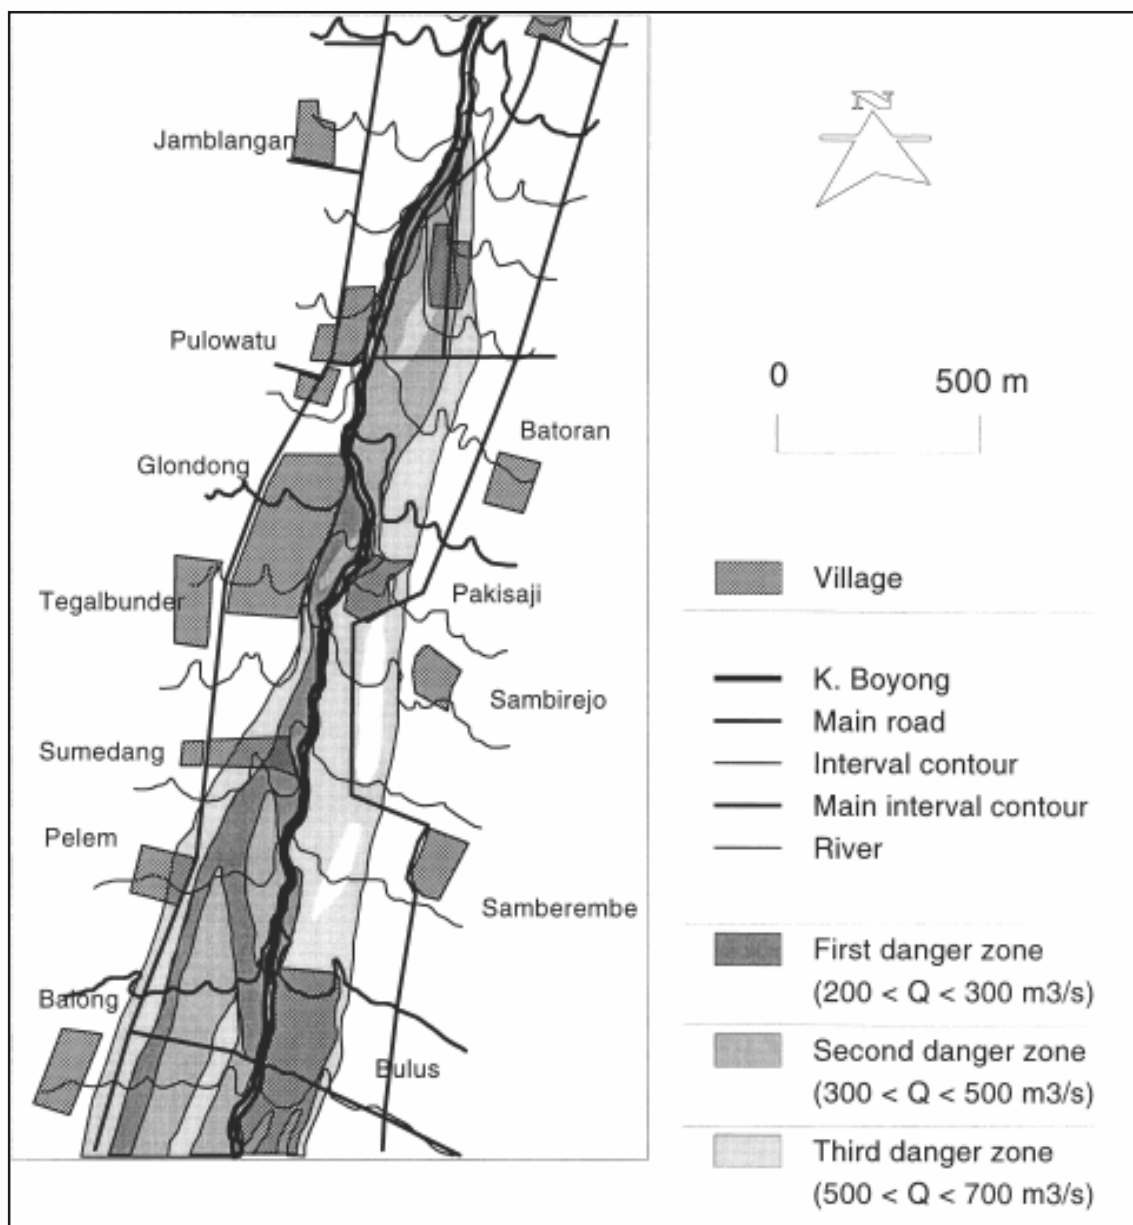 N
Jamblangan
Pulowatu
0 500 m
Batoran
Glondong
Village
Tegalbunder
Pakisaji
K. Boyong
Sambirejo
Main road
Sumedang
Interval contour
Main interval contour
Pelem
River
Samberembe
First danger zone
(200 < Q < 300 m3/s)
Balong
Second danger zone
Bulus
(300 < Q < 500 m3/s)
Third danger zone
(500 < Q < 700 m3/s)